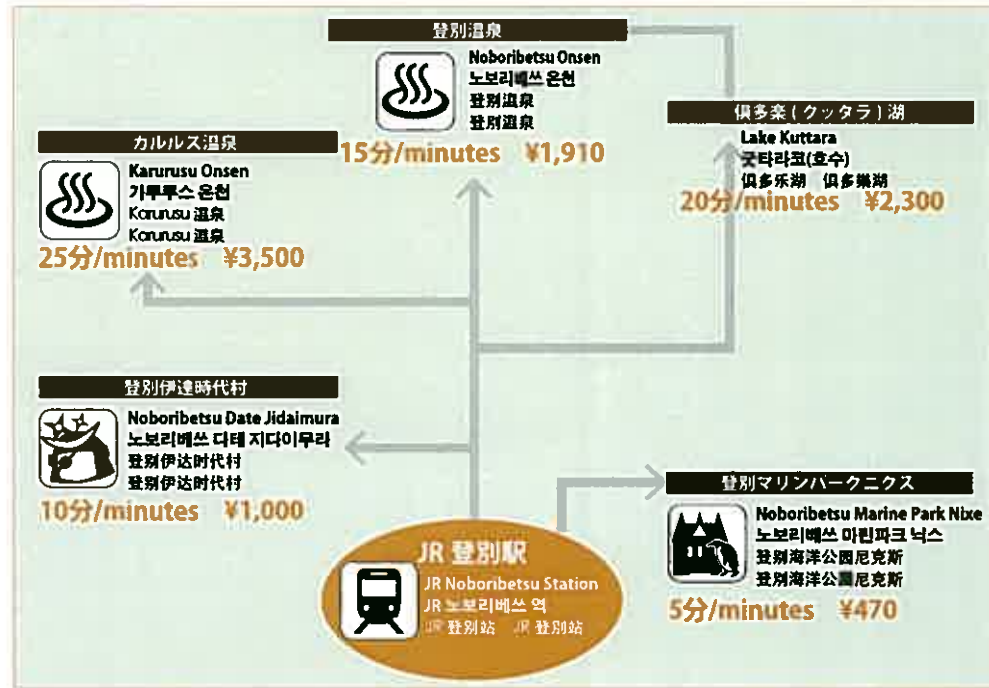 登別温泉
Noboribetsu Onsen
노보리베쓰 온천
登別温泉
登别温泉
15分/minutes ¥1,910
倶多楽(クッタラ)湖
Lake Kuttara
굿타라코(호수)
俱多乐湖 俱多樂湖
20分/minutes ¥2,300
カルルス温泉
Karurusu Onsen
가루루스 온천
Karurusu 温泉
Karurusu 温泉
25分/minutes ¥3,500
登別伊達時代村
Noboribetsu Date Jidaimura
노보리베쓰 다테 지다이무라
登别伊达时代村
登别伊达时代村
10分/minutes ¥1,000
登別マリンパークニクス
Noboribetsu Marine Park Nixe
노보리베쓰 마린파크 닉스
登别海洋公园尼克斯
登別海洋公園尼克斯
5分/minutes ¥470
JR 登別駅
JR Noboribetsu Station
JR 노보리베쓰 역
JR 登别站 JR 登別站